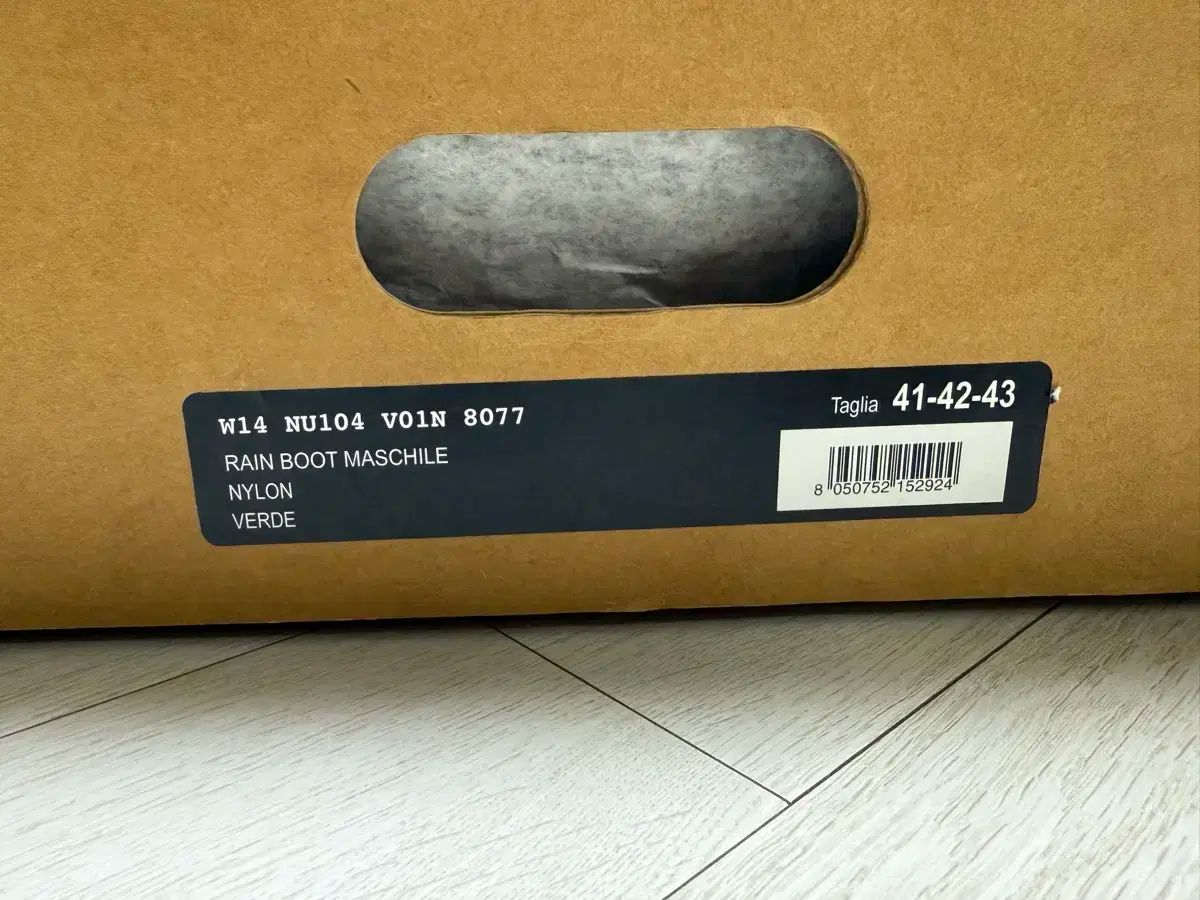 W14 NU104 V01N 8077
RAIN BOOT MASCHILE
NYLON
VERDE
Taglia 41-42-43
8 050752 152924